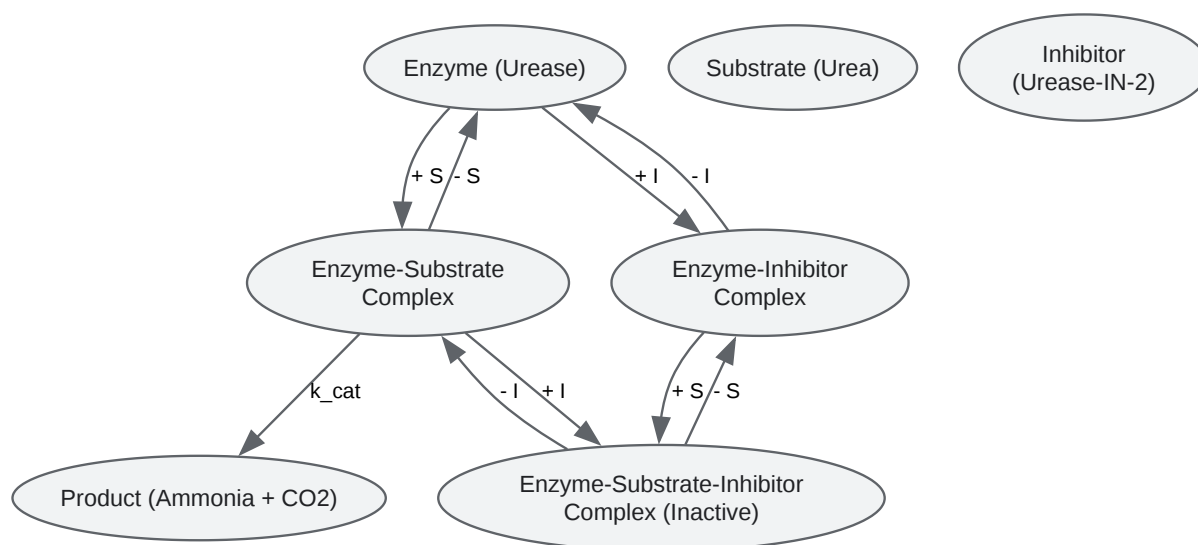 Enzyme (Urease)
Substrate (Urea)
Inhibitor
(Urease-IN-2)
+ S
- S
+ I
- I
Enzyme-Substrate
Complex
Enzyme-Inhibitor
Complex
k_cat
- I
+ I
+ S
- S
Product (Ammonia + CO2)
Enzyme-Substrate-Inhibitor
Complex (Inactive)